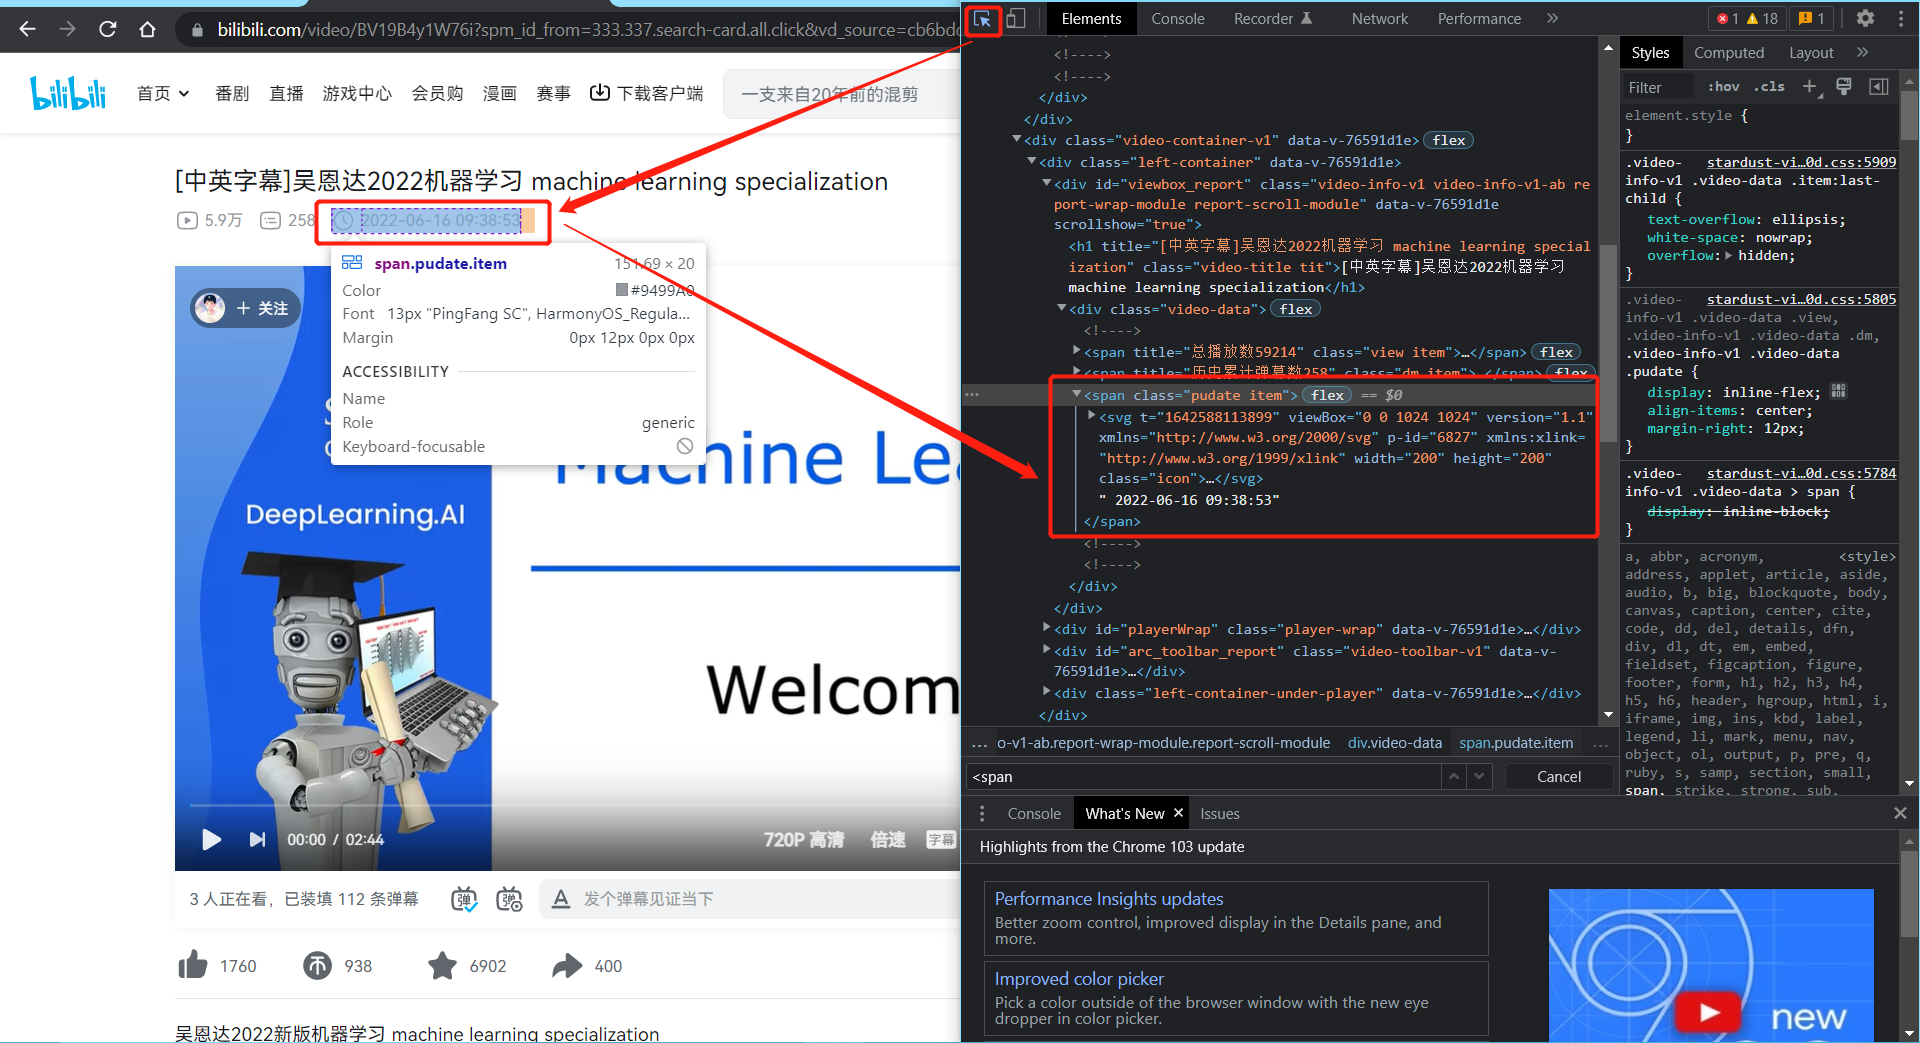 bilibili.com/video/BV19B4y1W76i?spm_id_from=333.337.search-card.all.click&vd_source=cb6bdc
bilibili
首页 番剧 直播 游戏中心 会员购 漫画 赛事 下载客户端 一支来自20年前的混剪
[中英字幕]吴恩达2022机器学习 machine learning specialization
5.9万 258 2022-06-16 09:38:53
span.pudate.item 151.69 × 20
Color #9499A0
Font 13px "PingFang SC", HarmonyOS_Regula...
Margin 0px 12px 0px 0px
ACCESSIBILITY
Name
Role generic
Keyboard-focusable
+ 关注
DeepLearning.AI
Machine Lea
Welcom
00:00 / 02:44 720P 高清 倍速 字幕
3 人正在看，已装填 112 条弹幕 弹 弹 A 发个弹幕见证当下
1760 938 6902 400
吴恩达2022新版机器学习 machine learning specialization
Elements Console Recorder Network Performance » 1 18 1
<!---->
<!---->
</div>
</div>
<div class="video-container-v1" data-v-76591d1e> flex
<div class="left-container" data-v-76591d1e>
<div id="viewbox_report" class="video-info-v1 video-info-v1-ab re
port-wrap-module report-scroll-module" data-v-76591d1e
scrollshow="true">
<h1 title="[中英字幕]吴恩达2022机器学习 machine learning special
ization" class="video-title tit">[中英字幕]吴恩达2022机器学习
machine learning specialization</h1>
<div class="video-data"> flex
<!---->
<span title="总播放数59214" class="view item">…</span> flex
<span title="历史累计弹幕数258" class="dm item">…</span> flex
<span class="pudate item"> flex == $0
<svg t="1642588113899" viewBox="0 0 1024 1024" version="1.1"
xmlns="http://www.w3.org/2000/svg" p-id="6827" xmlns:xlink=
"http://www.w3.org/1999/xlink" width="200" height="200"
class="icon">…</svg>
" 2022-06-16 09:38:53"
</span>
<!---->
<!---->
</div>
</div>
<div id="playerWrap" class="player-wrap" data-v-76591d1e>…</div>
<div id="arc_toolbar_report" class="video-toolbar-v1" data-v-
76591d1e>…</div>
<div class="left-container-under-player" data-v-76591d1e>…</div>
</div>
... o-v1-ab.report-wrap-module.report-scroll-module div.video-data span.pudate.item ...
<span Cancel
Console What's New × Issues
Highlights from the Chrome 103 update
Performance Insights updates
Better zoom control, improved display in the Details pane, and
more.
Improved color picker
Pick a color outside of the browser window with the new eye
dropper in color picker.
new
Styles Computed Layout »
Filter :hov .cls +
element.style {
}
.video- stardust-vi…0d.css:5909
info-v1 .video-data .item:last-
child {
text-overflow: ellipsis;
white-space: nowrap;
overflow: hidden;
}
.video- stardust-vi…0d.css:5805
info-v1 .video-data .view,
.video-info-v1 .video-data .dm,
.video-info-v1 .video-data
.pudate {
display: inline-flex;
align-items: center;
margin-right: 12px;
}
.video- stardust-vi…0d.css:5784
info-v1 .video-data > span {
display: inline-block;
}
a, abbr, acronym, <style>
address, applet, article, aside,
audio, b, big, blockquote, body,
canvas, caption, center, cite,
code, dd, del, details, dfn,
div, dl, dt, em, embed,
fieldset, figcaption, figure,
footer, form, h1, h2, h3, h4,
h5, h6, header, hgroup, html, i,
iframe, img, ins, kbd, label,
legend, li, mark, menu, nav,
object, ol, output, p, pre, q,
ruby, s, samp, section, small,
span, strike, strong, sub,